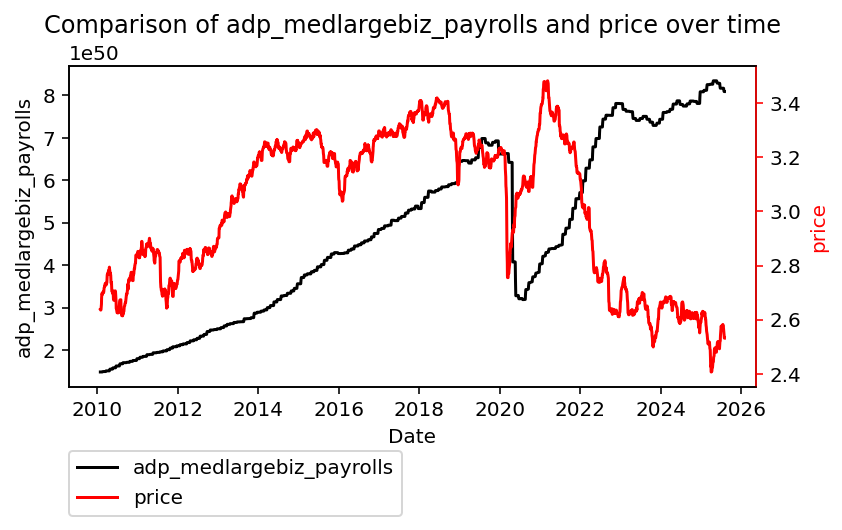 Comparison of adp_medlargebiz_payrolls and price over time
1e50
8
7
6
5
4
3
2
adp_medlargebiz_payrolls
3.4
3.2
3.0
2.8
2.6
2.4
price
2010 2012 2014 2016 2018 2020 2022 2024 2026
Date
adp_medlargebiz_payrolls
price